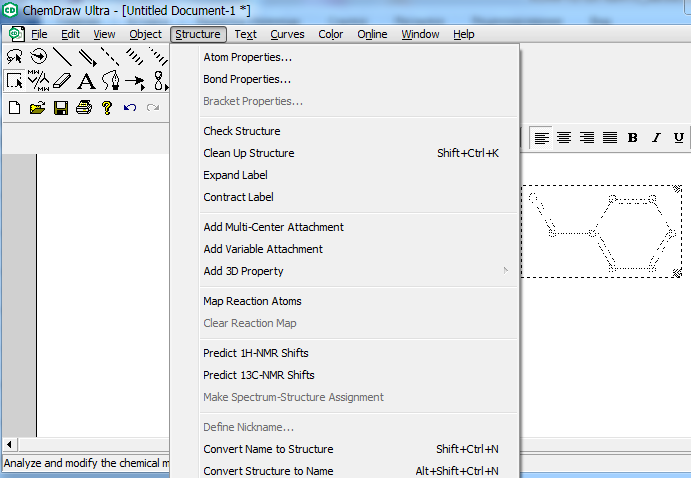 ChemDraw Ultra - [Untitled Document-1 *]
File Edit View Object Structure Text Curves Color Online Window Help
Atom Properties...
Bond Properties...
Bracket Properties...
Check Structure
Clean Up Structure Shift+Ctrl+K
Expand Label
Contract Label
Add Multi-Center Attachment
Add Variable Attachment
Add 3D Property
Map Reaction Atoms
Clear Reaction Map
Predict 1H-NMR Shifts
Predict 13C-NMR Shifts
Make Spectrum-Structure Assignment
Define Nickname...
Convert Name to Structure Shift+Ctrl+N
Convert Structure to Name Alt+Shift+Ctrl+N
MW MW
A
B I U
Analyze and modify the chemical m